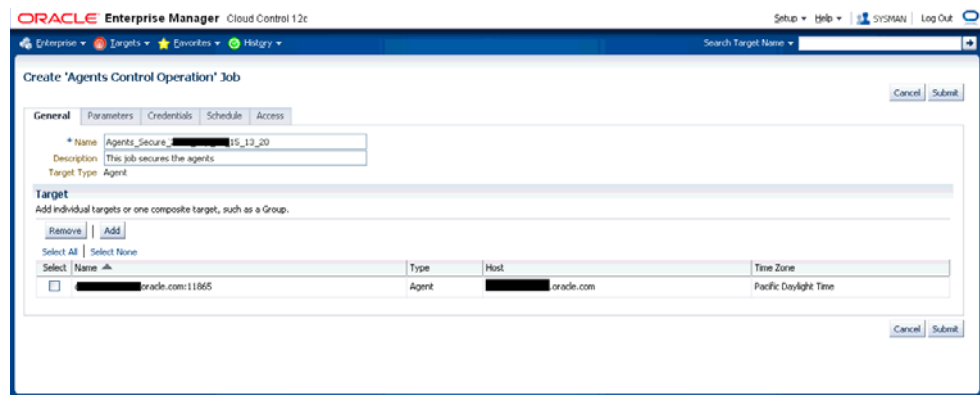 ORACLE Enterprise Manager Cloud Control 12c
Setup Help SYSMAN Log Out
Enterprise Targets Favorites History
Search Target Name
Create 'Agents Control Operation' Job
Cancel Submit
General Parameters Credentials Schedule Access
* Name Agents_Secure_ 15_13_20
Description This job secures the agents
Target Type Agent
Target
Add individual targets or one composite target, such as a Group.
Remove Add
Select All Select None
Select Name Type Host Time Zone
oracle.com:11865 Agent .oracle.com Pacific Daylight Time
Cancel Submit